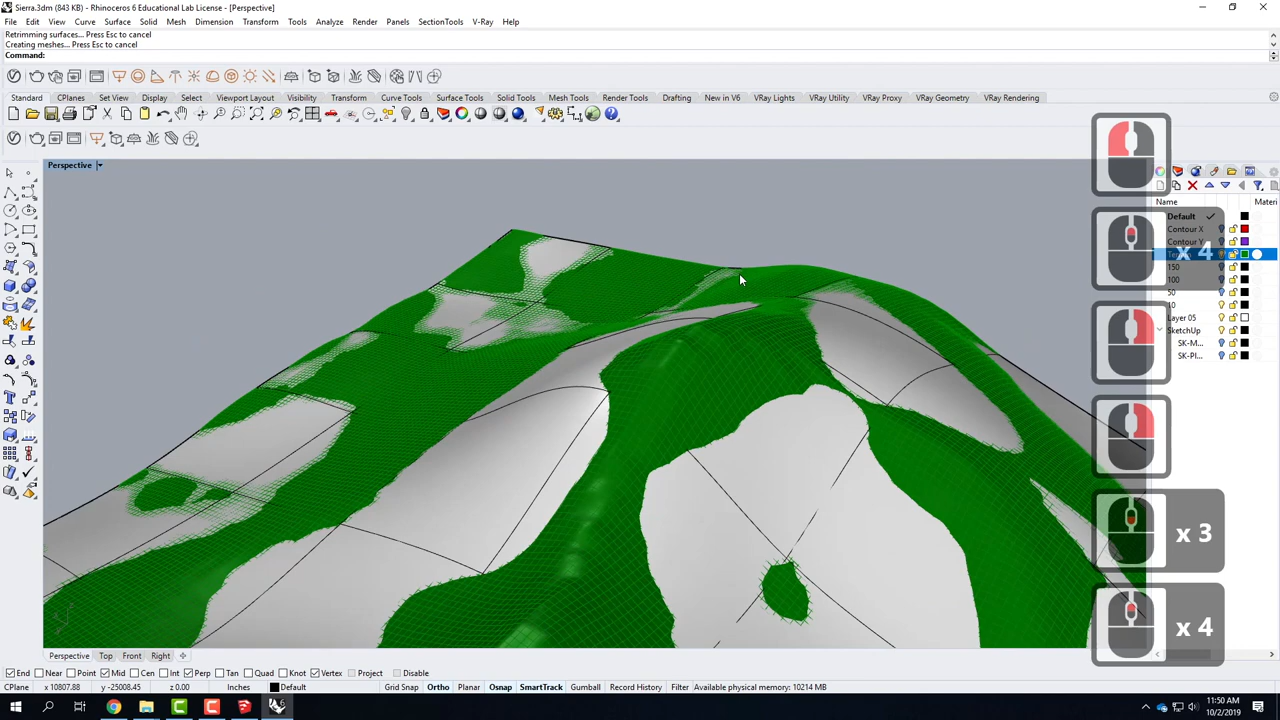 Sierra.3dm (843 KB) - Rhinoceros 6 Educational Lab License - [Perspective]
File Edit View Curve Surface Solid Mesh Dimension Transform Tools Analyze Render Panels SectionTools V-Ray Help
Retrimming surfaces... Press Esc to cancel
Creating meshes... Press Esc to cancel
Command:
Standard CPlanes Set View Display Select Viewport Layout Visibility Transform Curve Tools Surface Tools Solid Tools Mesh Tools Render Tools Drafting New in V6 VRay Lights VRay Utility VRay Proxy VRay Geometry VRay Rendering
Perspective
Name Materi
Default
Contour X
Contour Y
x 4
150
100
50
10
Layer 05
SketchUp
SK-M...
SK-Pl...
x 3
x 4
Perspective Top Front Right
End Near Point Mid Cen Int Perp Tan Quad Knot Vertex Project Disable
CPlane x 10807.88 y -25008.45 z 0.00 Inches Default Grid Snap Ortho Planar Osnap SmartTrack Gumball Record History Filter Available physical memory: 10214 MB
11:50 AM
10/2/2019